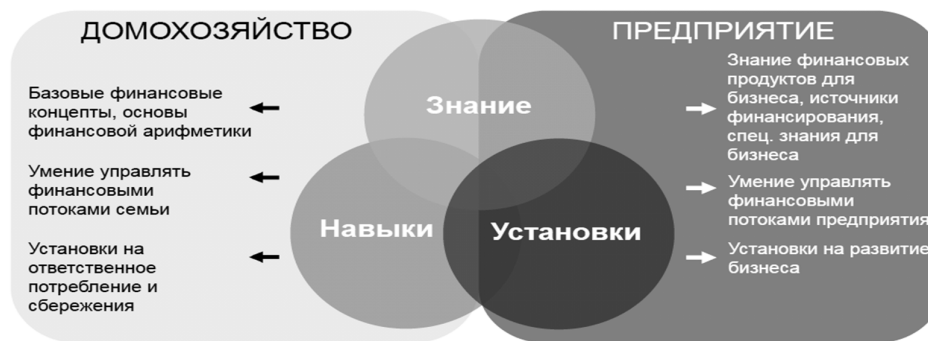 ДОМОХОЗЯЙСТВО
Базовые финансовые
концепты, основы
финансовой арифметики
Умение управлять
финансовыми
потоками семьи
Установки на
ответственное
потребление и
сбережения
Знание
Навыки
Установки
ПРЕДПРИЯТИЕ
Знание финансовых
продуктов для
бизнеса, источники
финансирования,
спец. знания для
бизнеса
Умение управлять
финансовыми
потоками предприятия
Установки на развитие
бизнеса